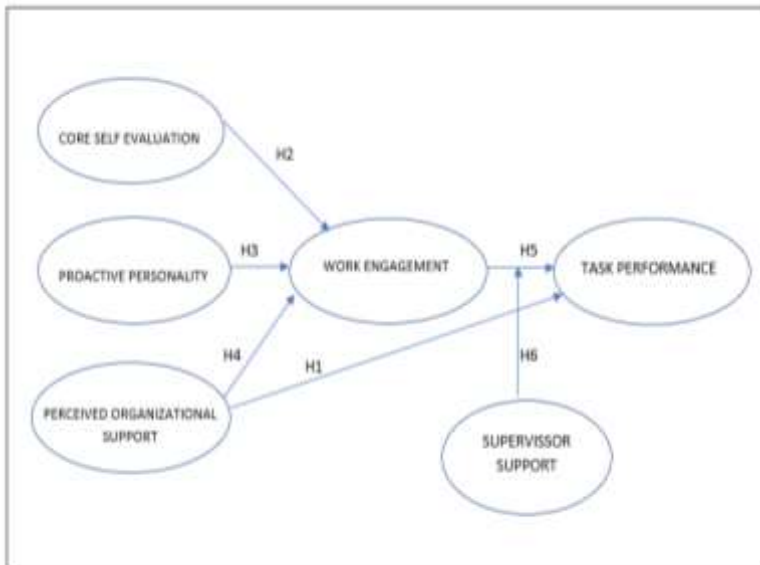 CORE SELF EVALUATION
H2
PROACTIVE PERSONALITY
H3
WORK ENGAGEMENT
H5
TASK PERFORMANCE
H4
H1
H6
PERCEIVED ORGANIZATIONAL
SUPPORT
SUPERVISSOR
SUPPORT